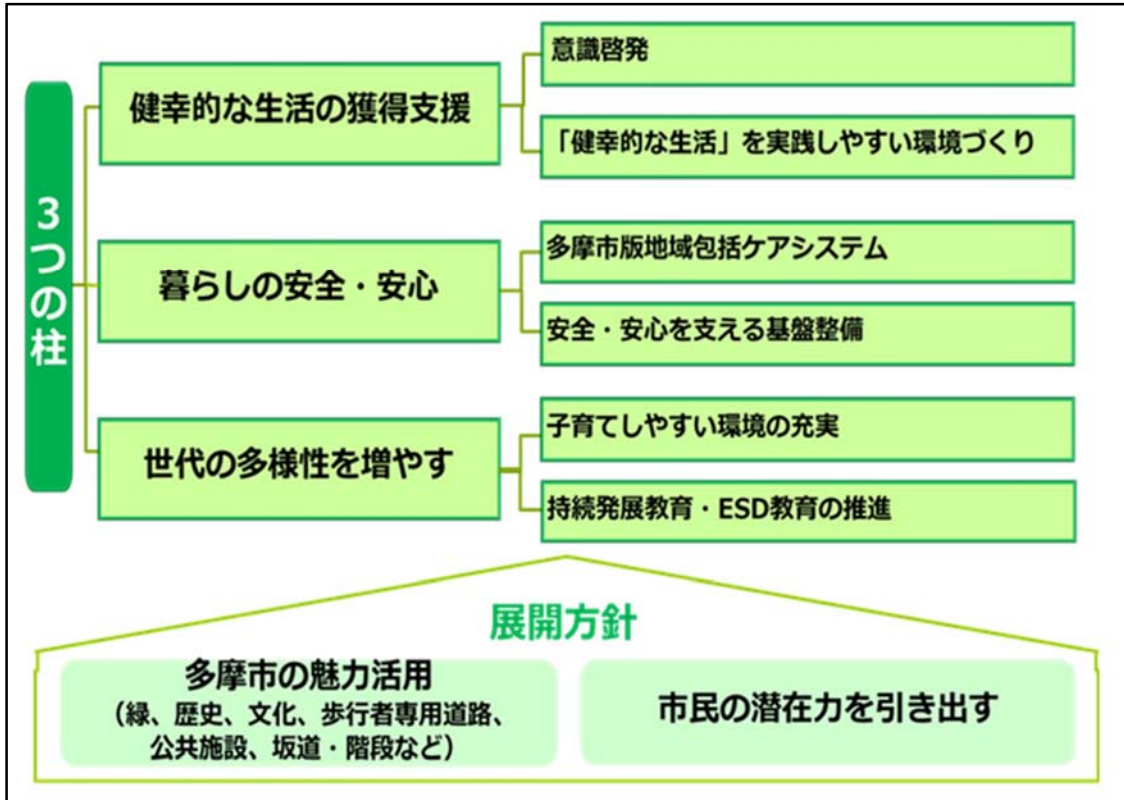 3つの柱
健幸的な生活の獲得支援
意識啓発
「健幸的な生活」を実践しやすい環境づくり
暮らしの安全・安心
多摩市版地域包括ケアシステム
安全・安心を支える基盤整備
世代の多様性を増やす
子育てしやすい環境の充実
持続発展教育・ESD教育の推進
展開方針
多摩市の魅力活用
（緑、歴史、文化、歩行者専用道路、
公共施設、坂道・階段など）
市民の潜在力を引き出す